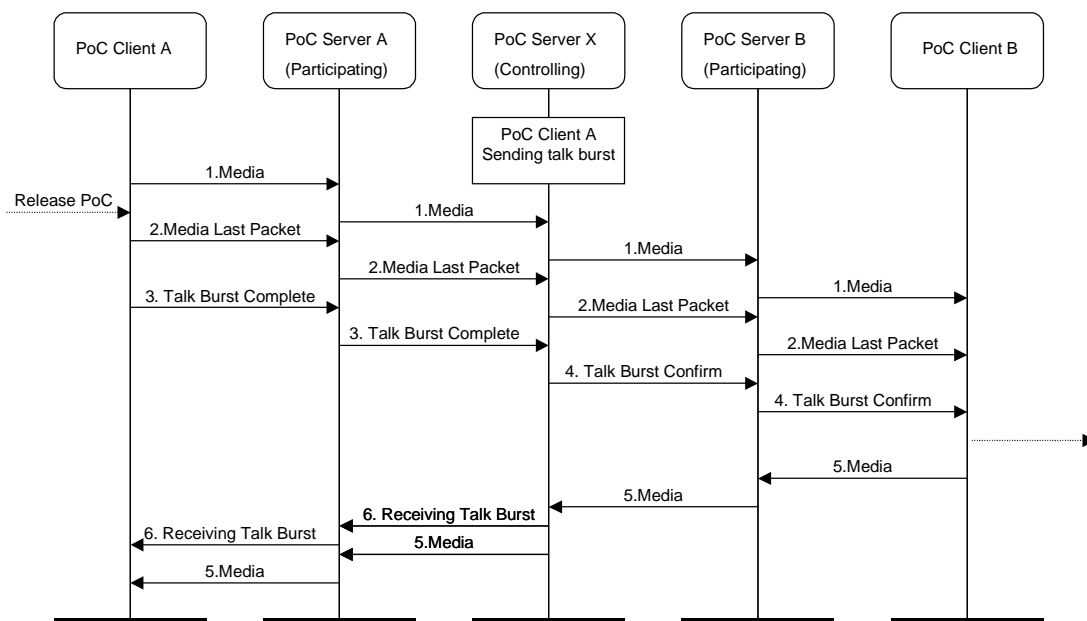 PoC Client A
PoC Server A
(Participating)
PoC Server X
(Controlling)
PoC Server B
(Participating)
PoC Client B
PoC Client A
Sending talk burst
1.Media
Release PoC
1.Media
2.Media Last Packet
1.Media
2.Media Last Packet
1.Media
3. Talk Burst Complete
2.Media Last Packet
3. Talk Burst Complete
2.Media Last Packet
4. Talk Burst Confirm
4. Talk Burst Confirm
5.Media
5.Media
6. Receiving Talk Burst
6. Receiving Talk Burst
5.Media
5.Media